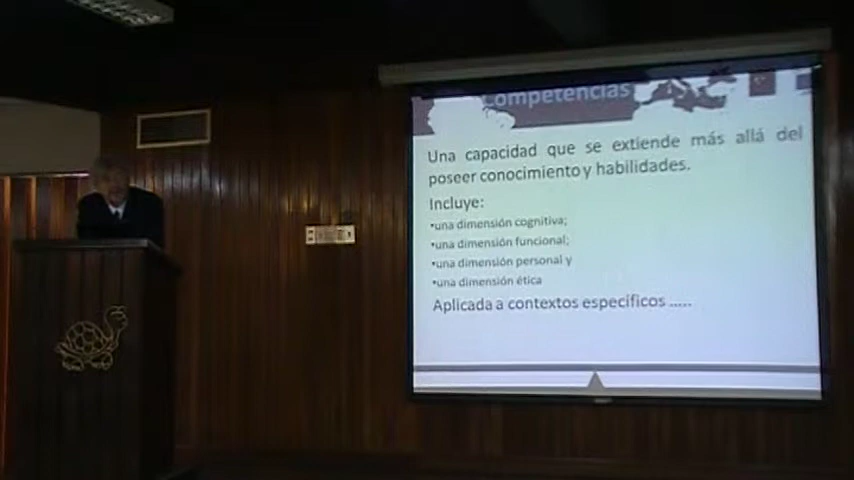 Competencias
Una capacidad que se extiende más allá del
poseer conocimiento y habilidades.
Incluye:
•una dimensión cognitiva;
•una dimensión funcional;
•una dimensión personal y
•una dimensión ética
Aplicada a contextos específicos .....